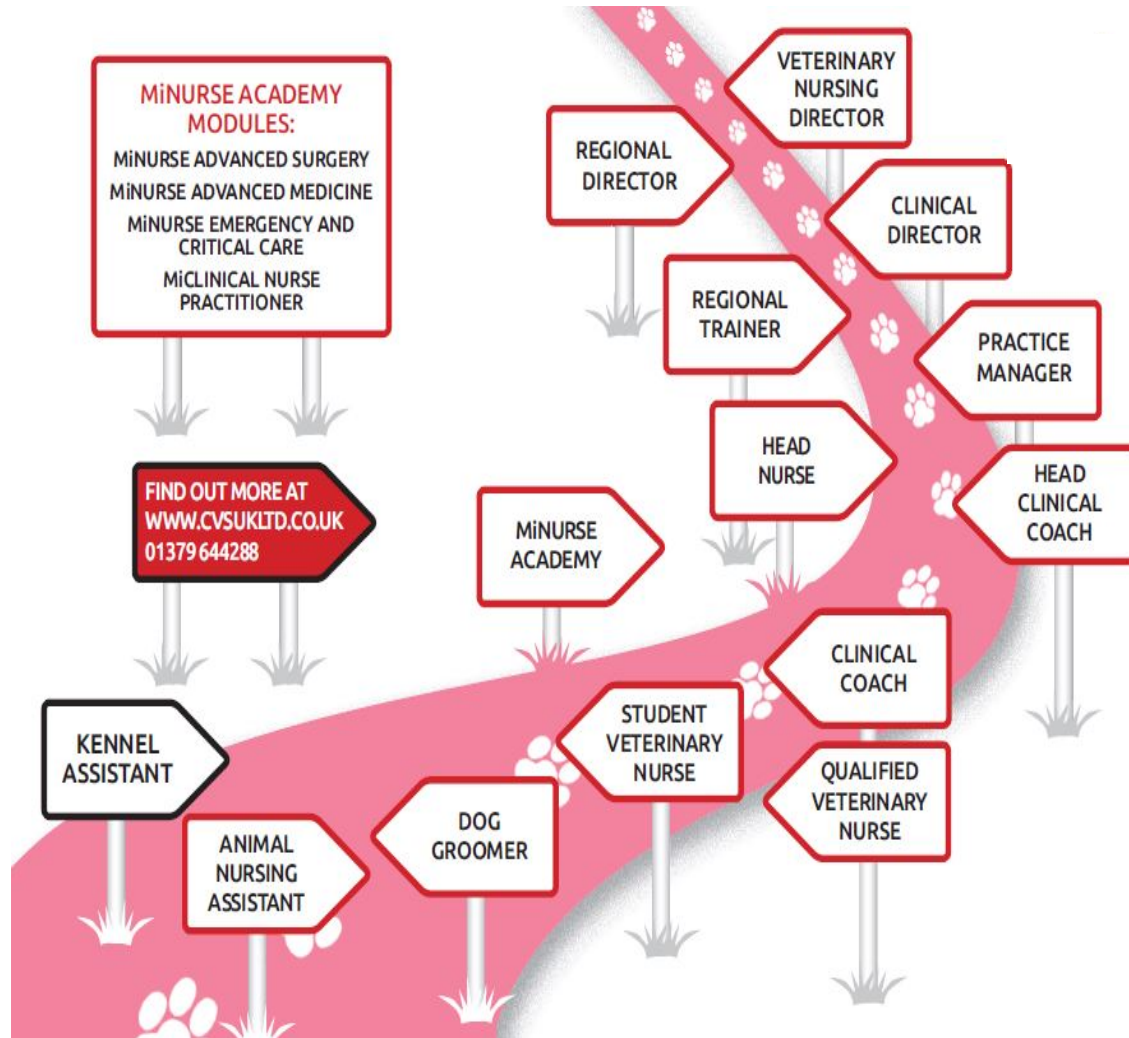 MiNURSE ACADEMY
MODULES:
MiNURSE ADVANCED SURGERY
MiNURSE ADVANCED MEDICINE
MiNURSE EMERGENCY AND
CRITICAL CARE
MiCLINICAL NURSE
PRACTITIONER
FIND OUT MORE AT
WWW.CVSUKLTD.CO.UK
01379 644288
VETERINARY
NURSING
DIRECTOR
REGIONAL
DIRECTOR
CLINICAL
DIRECTOR
REGIONAL
TRAINER
PRACTICE
MANAGER
HEAD
NURSE
HEAD
CLINICAL
COACH
MiNURSE
ACADEMY
CLINICAL
COACH
STUDENT
VETERINARY
NURSE
QUALIFIED
VETERINARY
NURSE
KENNEL
ASSISTANT
DOG
GROOMER
ANIMAL
NURSING
ASSISTANT